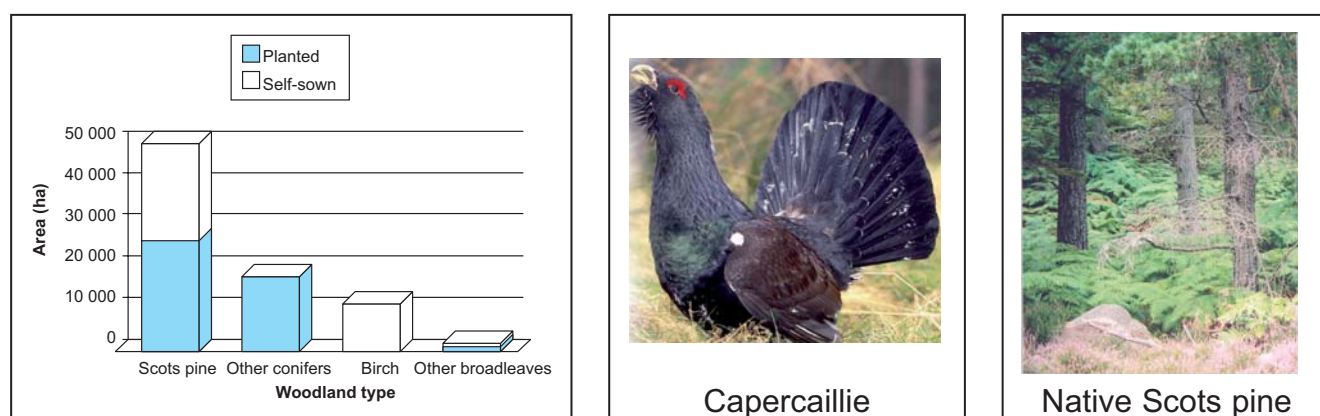 Planted
Self-sown
50 000
40 000
30 000
20 000
10 000
0
Area (ha)
Scots pine Other conifers Birch Other broadleaves
Woodland type
Capercaillie
Native Scots pine